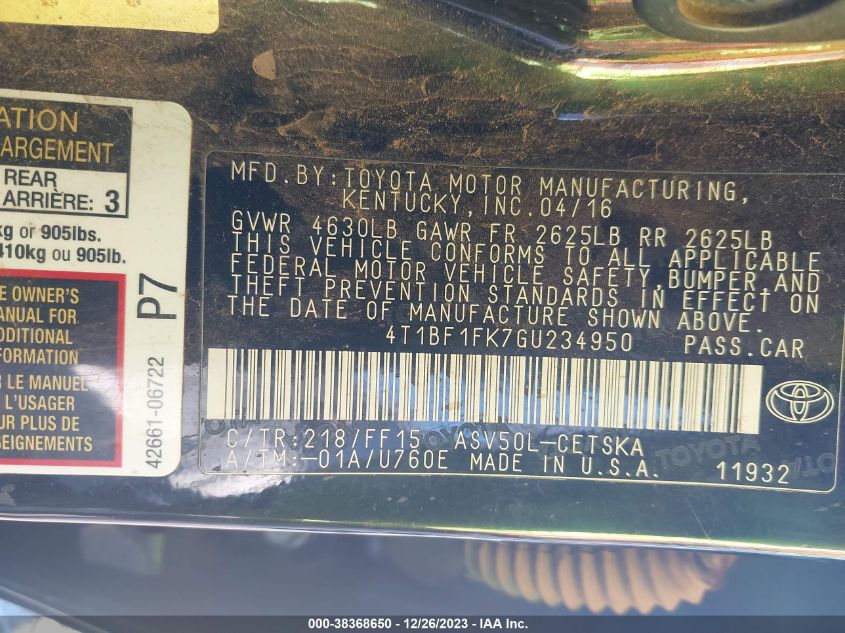 ATION
ARGEMENT
REAR
ARRIÈRE: 3
kg or 905lbs.
410kg ou 905lb.
E OWNER'S
ANUAL FOR
DDITIONAL
FORMATION
R LE MANUEL
L'USAGER
UR PLUS DE
SEIGNEMENTS
P7
42661-06722
MFD.BY:TOYOTA MOTOR MANUFACTURING,
KENTUCKY,INC.04/16
GVWR 4630LB GAWR FR 2625LB RR 2625LB
THIS VEHICLE CONFORMS TO ALL APPLICABLE
FEDERAL MOTOR VEHICLE SAFETY,BUMPER,AND
THEFT PREVENTION STANDARDS IN EFFECT ON
THE DATE OF MANUFACTURE SHOWN ABOVE.
4T1BF1FK7GU234950 PASS.CAR
C/TR:218/FF15 ASV50L-CETSKA
A/TM:-01A/U760E MADE IN U.S.A. 11932
TOYOTA
TOYOTA
000-38368650 - 12/26/2023 - IAA Inc.